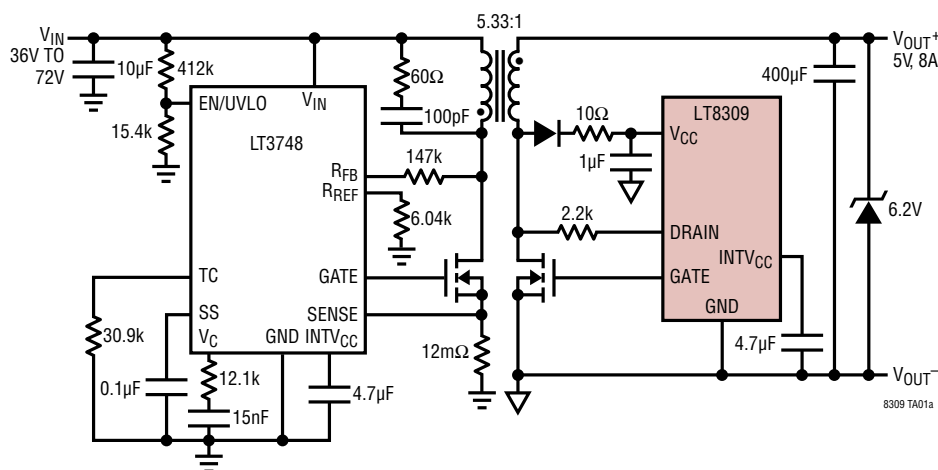 5.33:1
VIN
36V TO
72V
10µF
412k
15.4k
EN/UVLO
VIN
LT3748
60Ω
100pF
RFB
147k
RREF
6.04k
TC
GATE
SS
SENSE
VC
GND
INTVCC
30.9k
0.1µF
12.1k
15nF
4.7µF
12mΩ
10Ω
1µF
2.2k
LT8309
VCC
DRAIN
INTVCC
GATE
GND
4.7µF
400µF
6.2V
VOUT+
5V, 8A
VOUT–
8309 TA01a